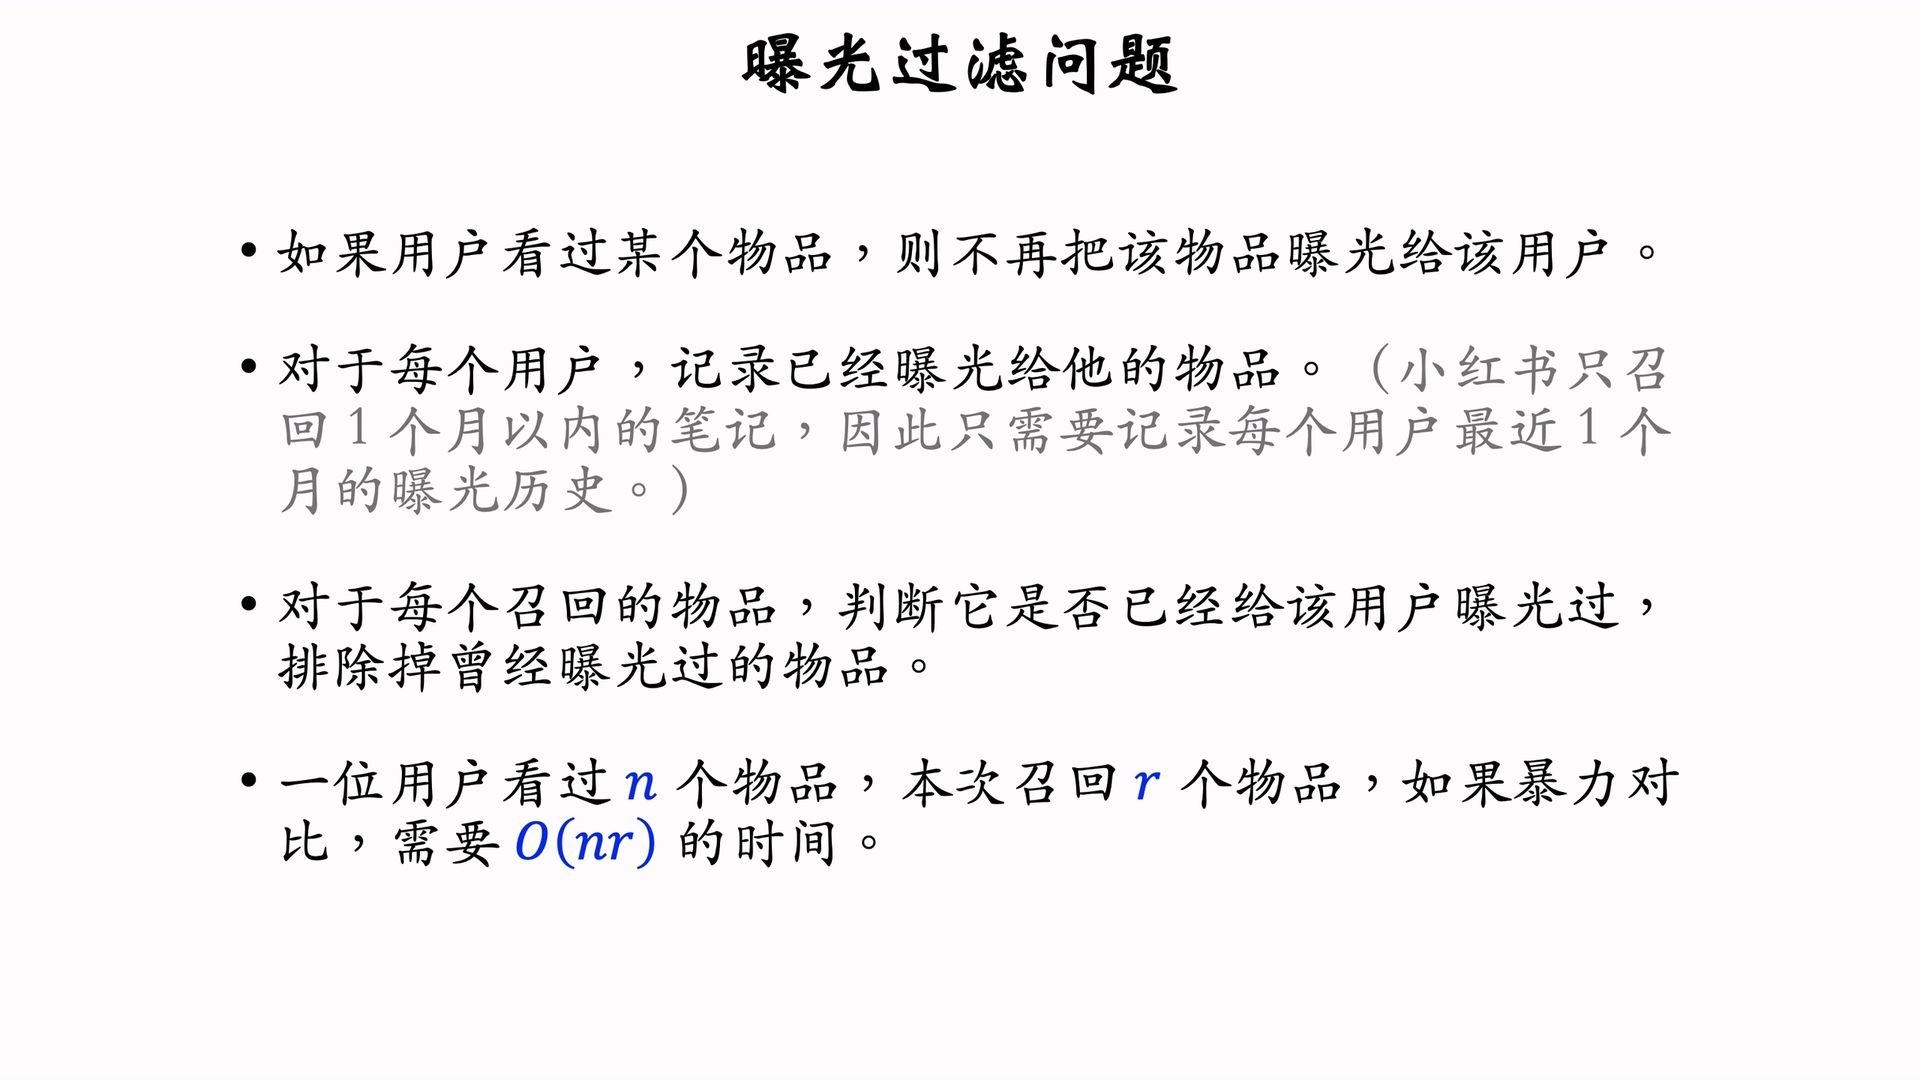 曝光过滤问题
• 如果用户看过某个物品，则不再把该物品曝光给该用户。
• 对于每个用户，记录已经曝光给他的物品。（小红书只召
回 1 个月以内的笔记，因此只需要记录每个用户最近 1 个
月的曝光历史。）
• 对于每个召回的物品，判断它是否已经给该用户曝光过，
排除掉曾经曝光过的物品。
• 一位用户看过 n 个物品，本次召回 r 个物品，如果暴力对
比，需要 O(nr) 的时间。